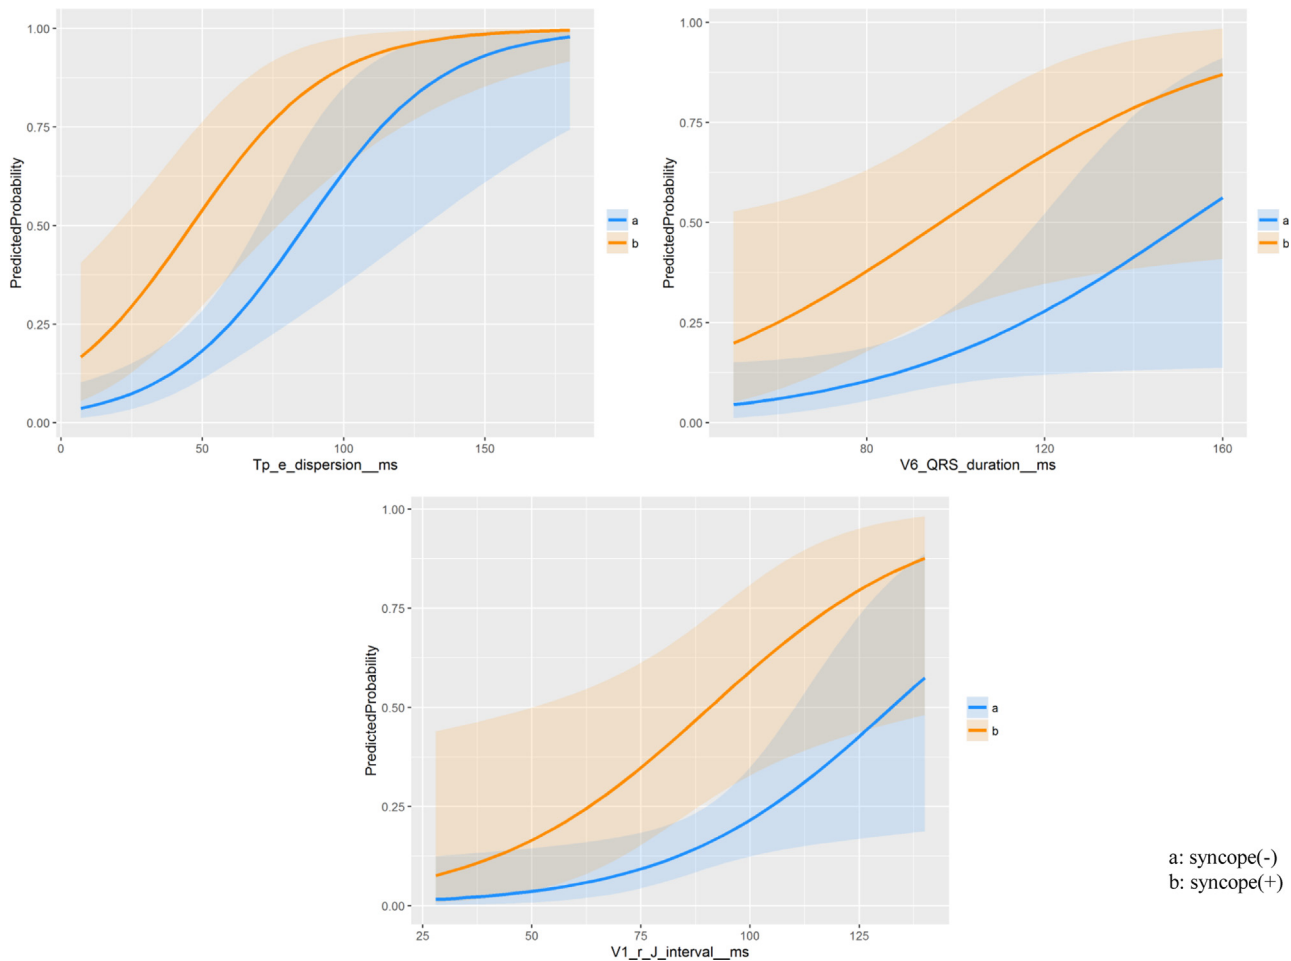 1.00
0.75
0.50
0.25
0.00
PredictedProbability
0
50
100
150
Tp_e_dispersion__ms
a
b
1.00
0.75
0.50
0.25
0.00
PredictedProbability
80
120
160
V6_QRS_duration__ms
a
b
1.00
0.75
0.50
0.25
0.00
PredictedProbability
25
50
75
100
125
V1_r_J_interval__ms
a
b
a: syncope(-)
b: syncope(+)